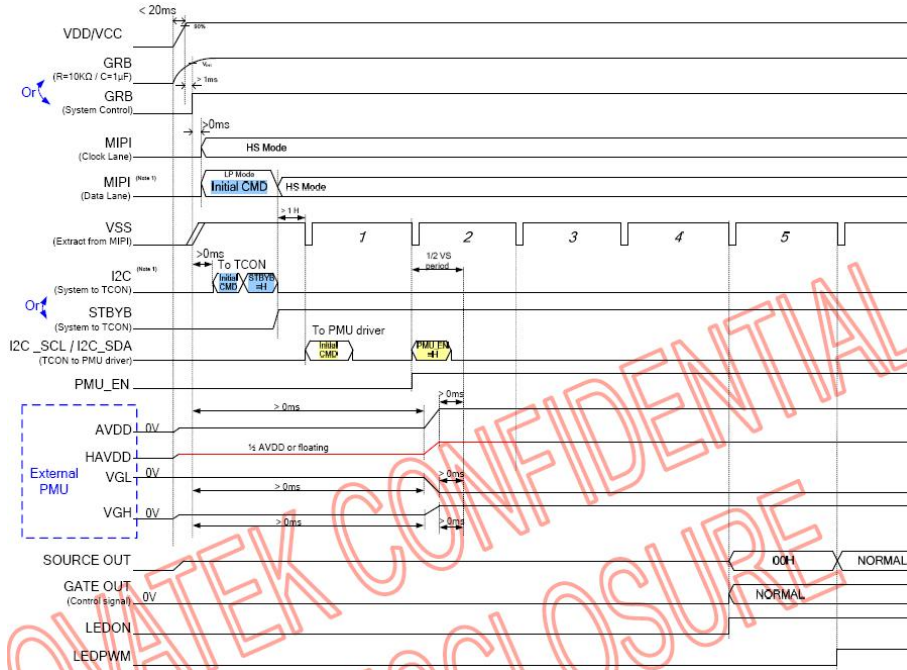 < 20ms
VDD/VCC
90%
GRB
(R=10KΩ / C=1µF)
> 1ms
Or
GRB
(System Control)
>0ms
MIPI
(Clock Lane)
HS Mode
MIPI (Note 1)
(Data Lane)
LP Mode
Initial CMD
HS Mode
> 1 H
VSS
(Extract from MIPI)
1 2 3 4 5
>0ms
To TCON
1/2 VS
period
I2C (Note 1)
(System to TCON)
Initial
CMD
STBYB
=H
Or
STBYB
(System to TCON)
To PMU driver
I2C _SCL / I2C_SDA
(TCON to PMU driver)
Initial
CMD
PMU_EN
=H
PMU_EN
> 0ms
> 0ms
AVDD 0V
HAVDD
½ AVDD or floating
External
PMU
VGL 0V
> 0ms
> 0ms
VGH 0V
> 0ms
> 0ms
SOURCE OUT
00H
NORMAL
GATE OUT
(Control signal)
0V
NORMAL
LEDON
LEDPWM
OVATEK CONFIDENTIAL
SCLOSURE